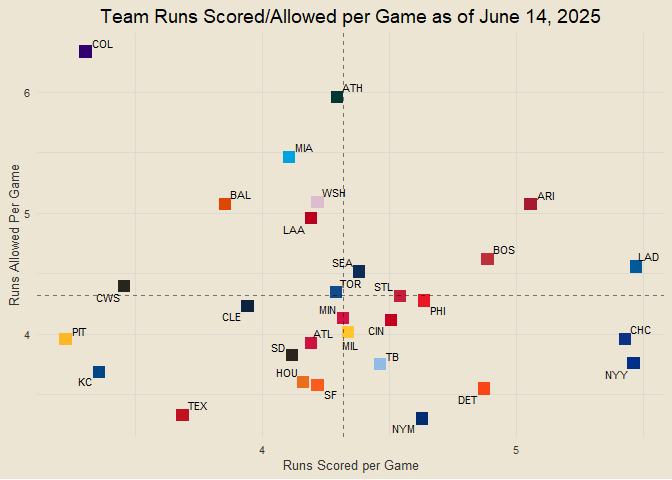 Team Runs Scored/Allowed per Game as of June 14, 2025
COL
6
ATH
MIA
BAL
WSH
ARI
5
LAA
BOS
LAD
SEA
TOR
STL
CWS
CLE
MIN
PHI
4
PIT
ATL
CIN
CHC
SD
MIL
TB
KC
HOU
NYY
SF
DET
TEX
NYM
Runs Allowed Per Game
4
5
Runs Scored per Game